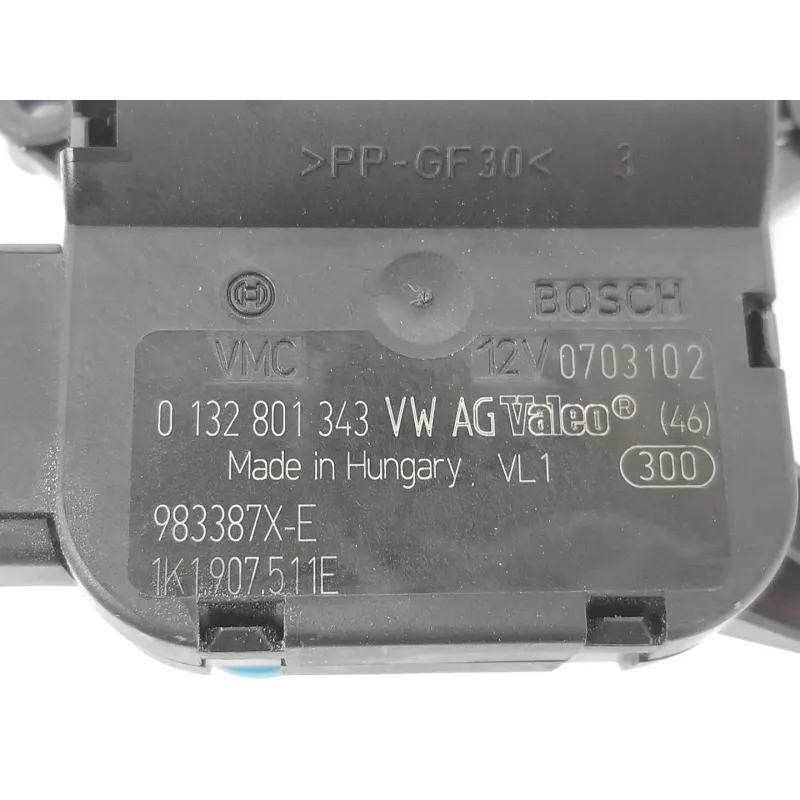 >PP-GF30< 3
BOSCH
VMC 12V 0703102
0 132 801 343 VW AG Valeo® (46)
Made in Hungary VL1 300
983387X-E
1K1.907.511E